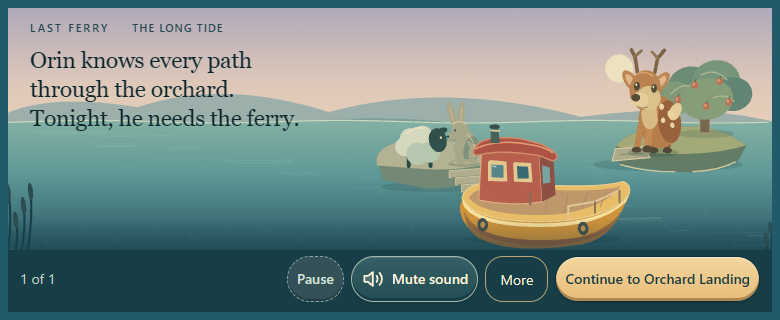 LAST FERRY THE LONG TIDE
Orin knows every path
through the orchard.
Tonight, he needs the ferry.
1 of 1
Pause
Mute sound
More
Continue to Orchard Landing